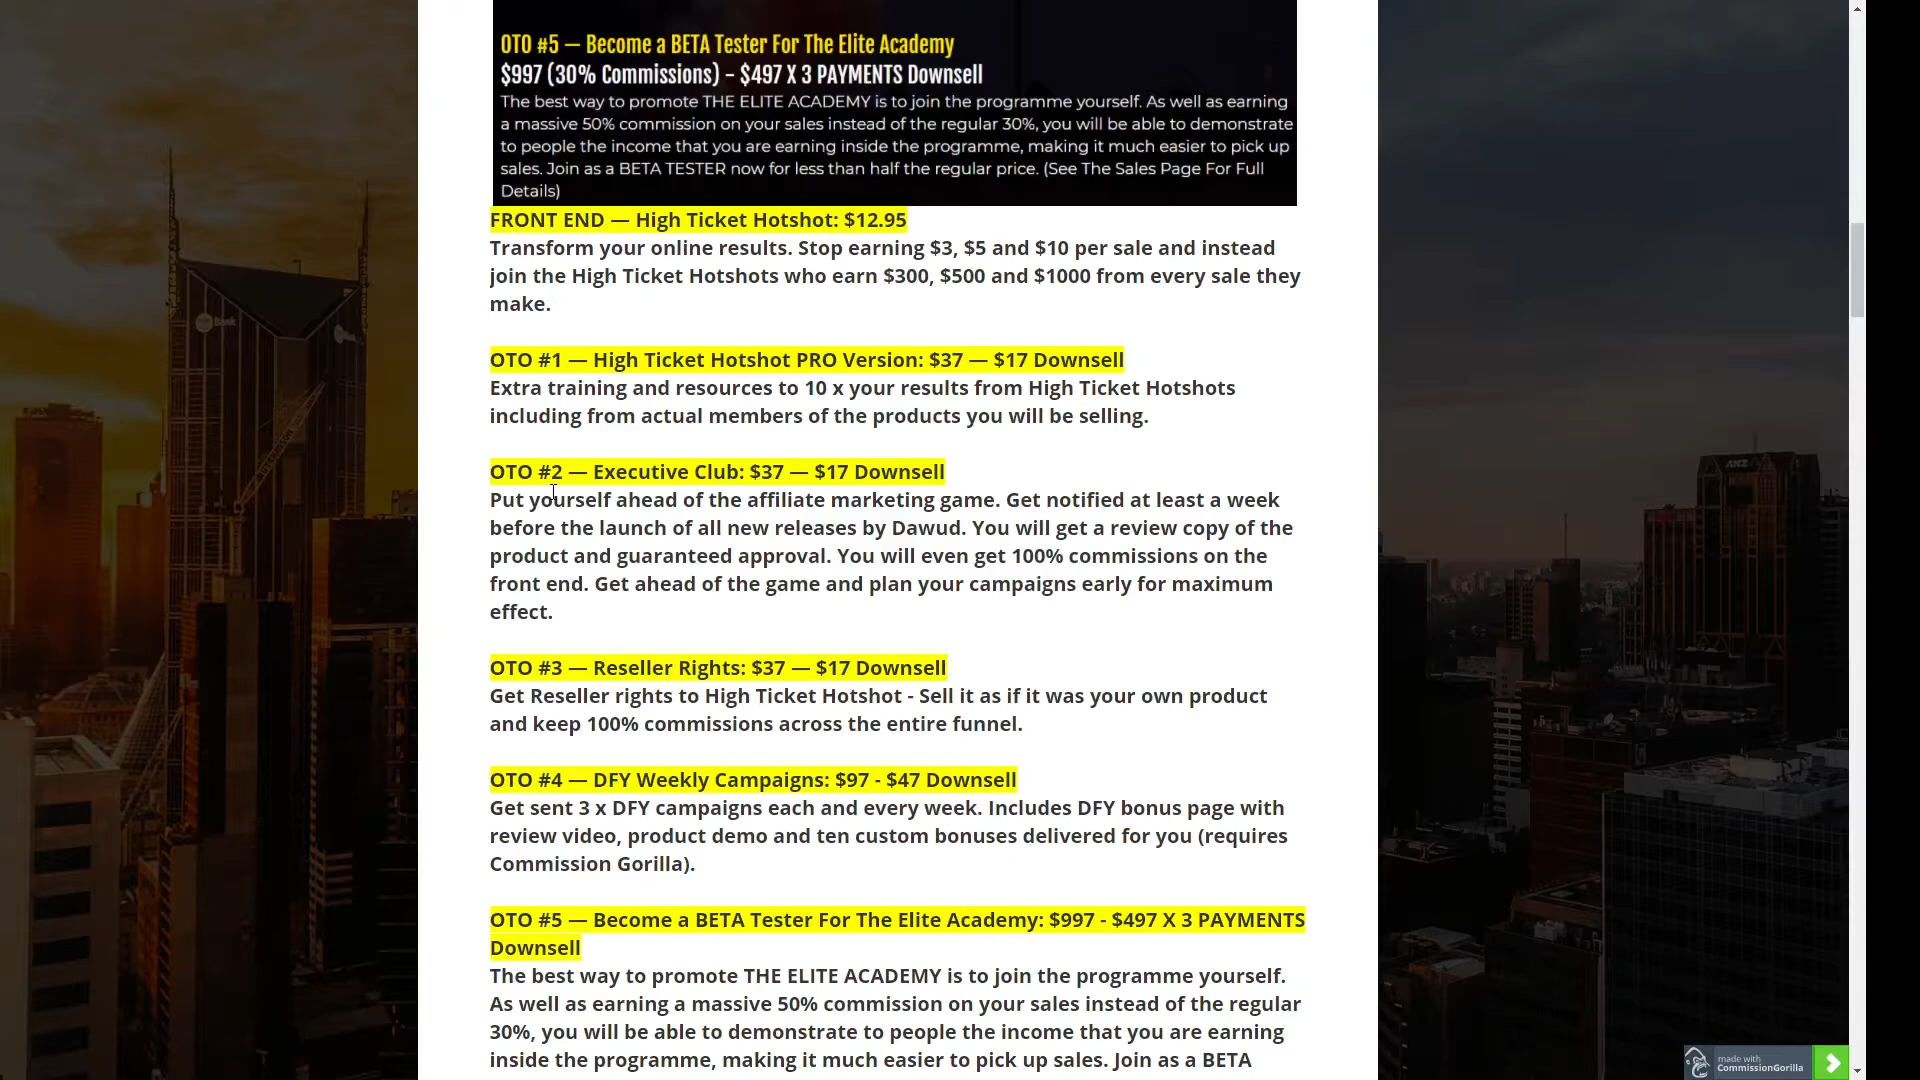 OTO #5 — Become a BETA Tester For The Elite Academy
$997 (30% Commissions) – $497 X 3 PAYMENTS Downsell
The best way to promote THE ELITE ACADEMY is to join the programme yourself. As well as earning
a massive 50% commission on your sales instead of the regular 30%, you will be able to demonstrate
to people the income that you are earning inside the programme, making it much easier to pick up
sales. Join as a BETA TESTER now for less than half the regular price. (See The Sales Page For Full
Details)
FRONT END — High Ticket Hotshot: $12.95
Transform your online results. Stop earning $3, $5 and $10 per sale and instead
join the High Ticket Hotshots who earn $300, $500 and $1000 from every sale they
make.
OTO #1 — High Ticket Hotshot PRO Version: $37 — $17 Downsell
Extra training and resources to 10 x your results from High Ticket Hotshots
including from actual members of the products you will be selling.
OTO #2 — Executive Club: $37 — $17 Downsell
Put yourself ahead of the affiliate marketing game. Get notified at least a week
before the launch of all new releases by Dawud. You will get a review copy of the
product and guaranteed approval. You will even get 100% commissions on the
front end. Get ahead of the game and plan your campaigns early for maximum
effect.
OTO #3 — Reseller Rights: $37 — $17 Downsell
Get Reseller rights to High Ticket Hotshot - Sell it as if it was your own product
and keep 100% commissions across the entire funnel.
OTO #4 — DFY Weekly Campaigns: $97 - $47 Downsell
Get sent 3 x DFY campaigns each and every week. Includes DFY bonus page with
review video, product demo and ten custom bonuses delivered for you (requires
Commission Gorilla).
OTO #5 — Become a BETA Tester For The Elite Academy: $997 - $497 X 3 PAYMENTS
Downsell
The best way to promote THE ELITE ACADEMY is to join the programme yourself.
As well as earning a massive 50% commission on your sales instead of the regular
30%, you will be able to demonstrate to people the income that you are earning
inside the programme, making it much easier to pick up sales. Join as a BETA
Bank
ANZ
made with
CommissionGorilla